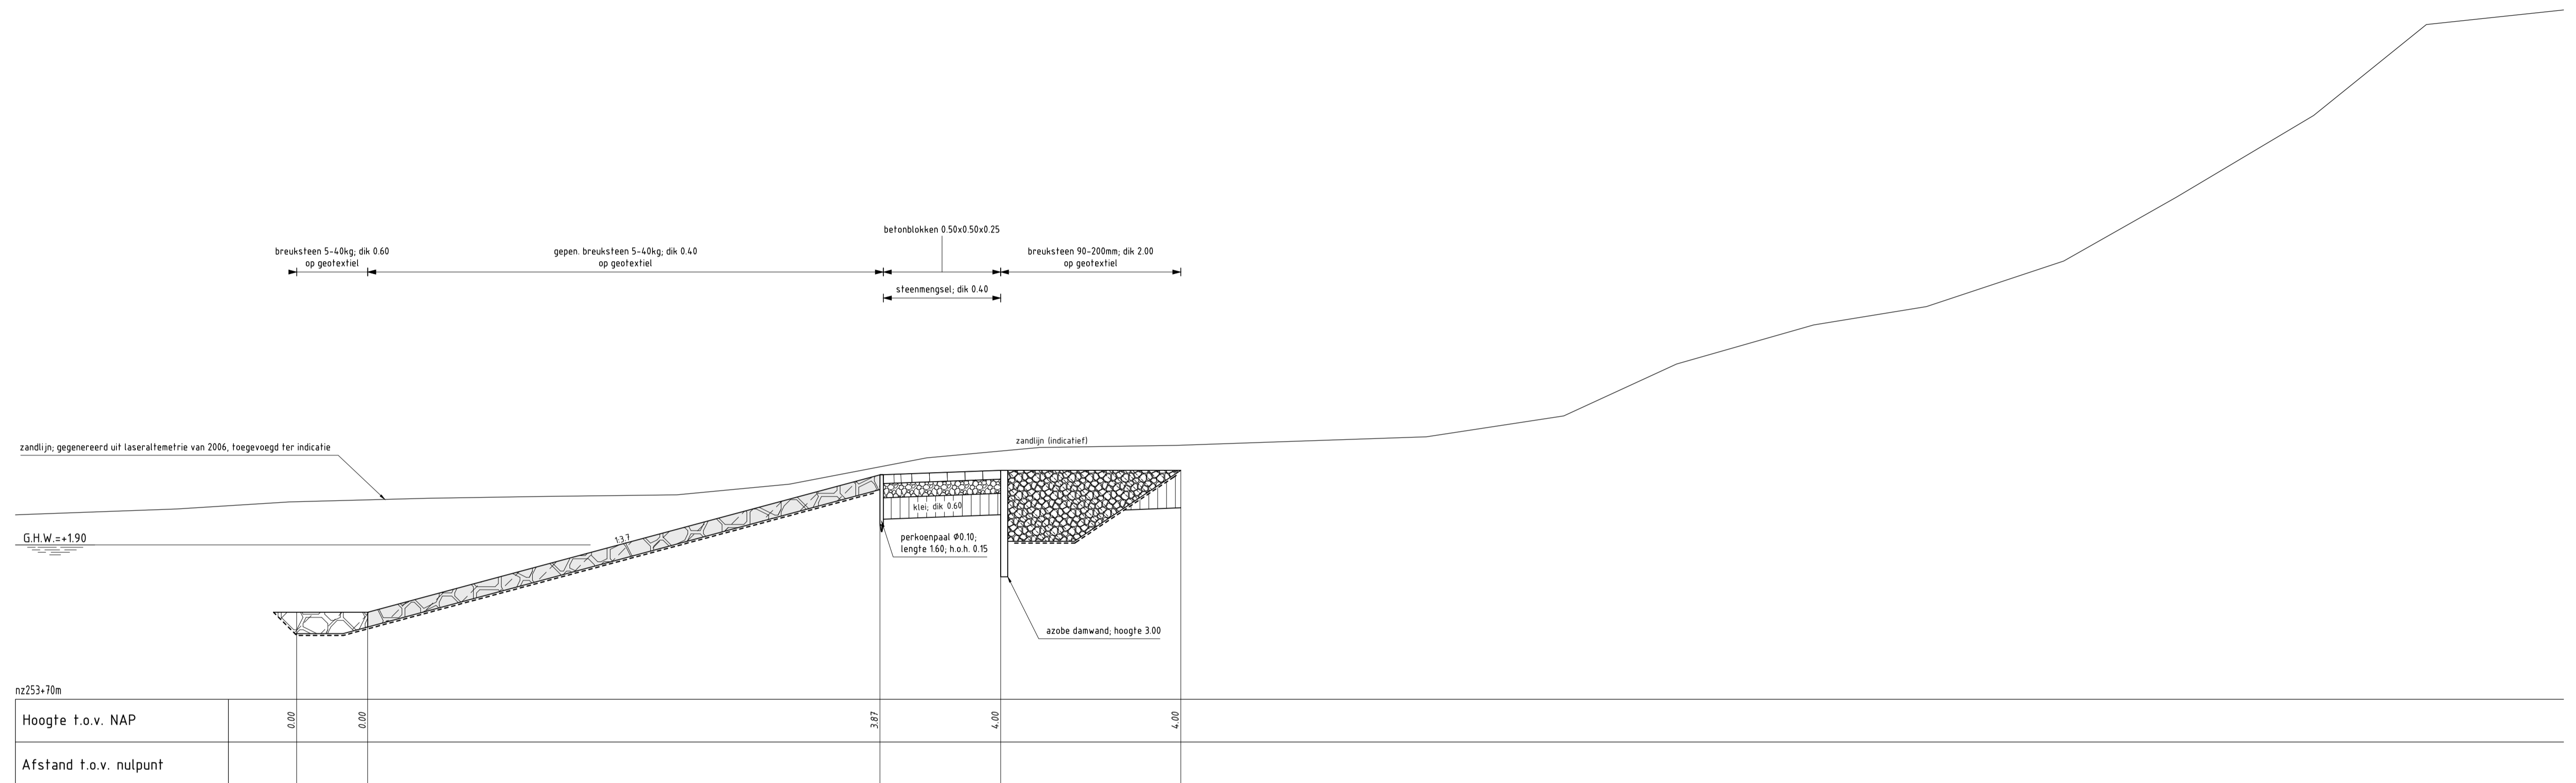 betonblokken 0.50x0.50x0.25
breuksteen 5-40kg; dik 0.60
op geotextiel
gepen. breuksteen 5-40kg; dik 0.40
op geotextiel
breuksteen 90-200mm; dik 2.00
op geotextiel
steenmengsel; dik 0.40
zandlijn; gegenereerd uit laseraltemetrie van 2006, toegevoegd ter indicatie
zandlijn (indicatief)
klei; dik 0.60
G.H.W.=+1.90
1:3.7
perkoenpaal Ø0.10;
lengte 1.60; h.o.h. 0.15
azobe damwand; hoogte 3.00
nz253+70m
Hoogte t.o.v. NAP
0.00
0.00
3.87
4.00
4.00
Afstand t.o.v. nulpunt